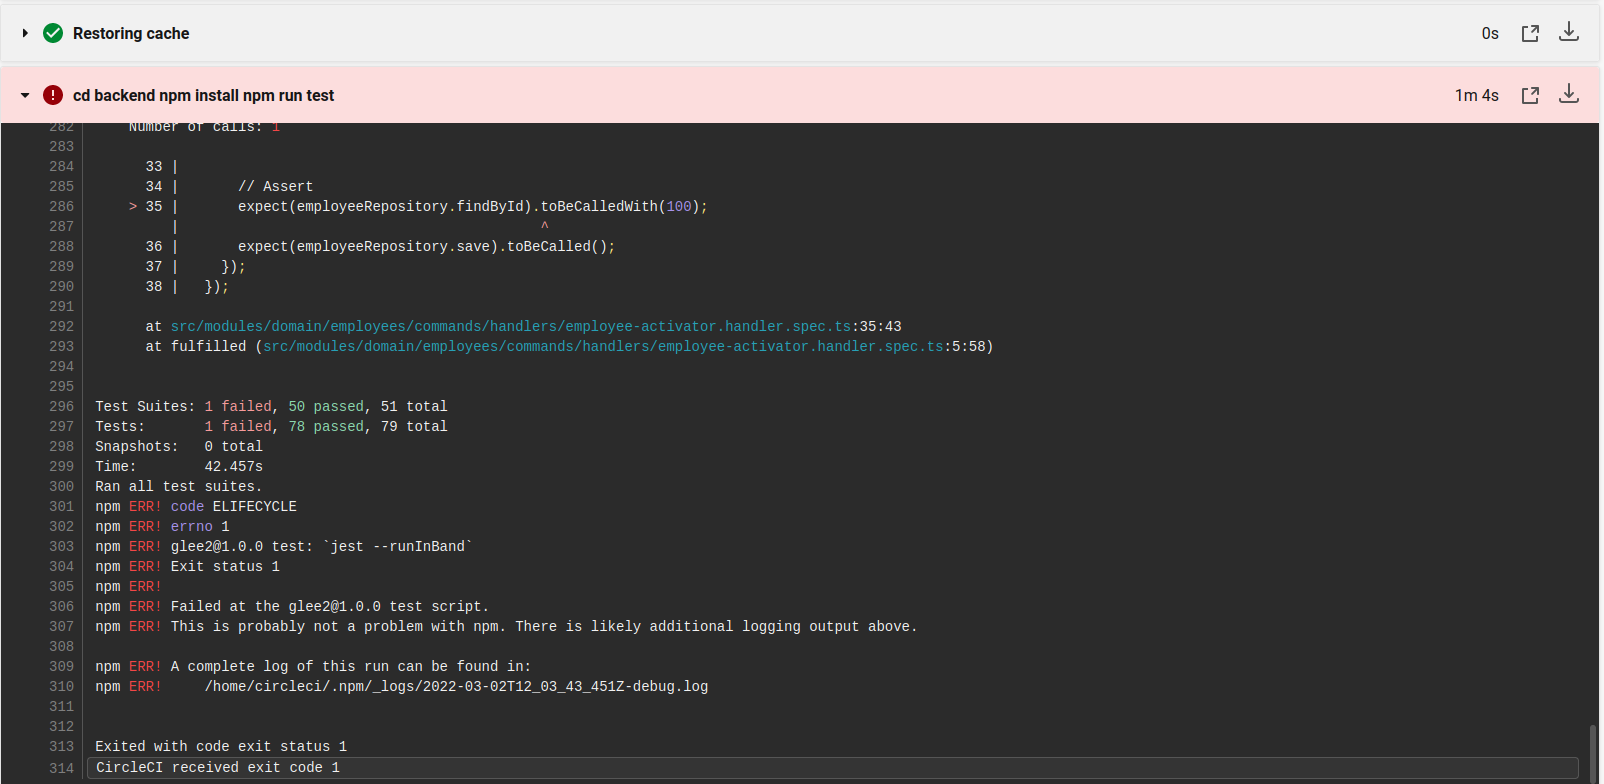 Restoring cache 0s
cd backend npm install npm run test 1m 4s
282 Number of calls: 1
283
284 33 |
285 34 | // Assert
286 > 35 | expect(employeeRepository.findById).toBeCalledWith(100);
287 | ^
288 36 | expect(employeeRepository.save).toBeCalled();
289 37 | });
290 38 | });
291
292 at src/modules/domain/employees/commands/handlers/employee-activator.handler.spec.ts:35:43
293 at fulfilled (src/modules/domain/employees/commands/handlers/employee-activator.handler.spec.ts:5:58)
294
295
296 Test Suites: 1 failed, 50 passed, 51 total
297 Tests: 1 failed, 78 passed, 79 total
298 Snapshots: 0 total
299 Time: 42.457s
300 Ran all test suites.
301 npm ERR! code ELIFECYCLE
302 npm ERR! errno 1
303 npm ERR! glee2@1.0.0 test: `jest --runInBand`
304 npm ERR! Exit status 1
305 npm ERR!
306 npm ERR! Failed at the glee2@1.0.0 test script.
307 npm ERR! This is probably not a problem with npm. There is likely additional logging output above.
308
309 npm ERR! A complete log of this run can be found in:
310 npm ERR! /home/circleci/.npm/_logs/2022-03-02T12_03_43_451Z-debug.log
311
312
313 Exited with code exit status 1
314 CircleCI received exit code 1